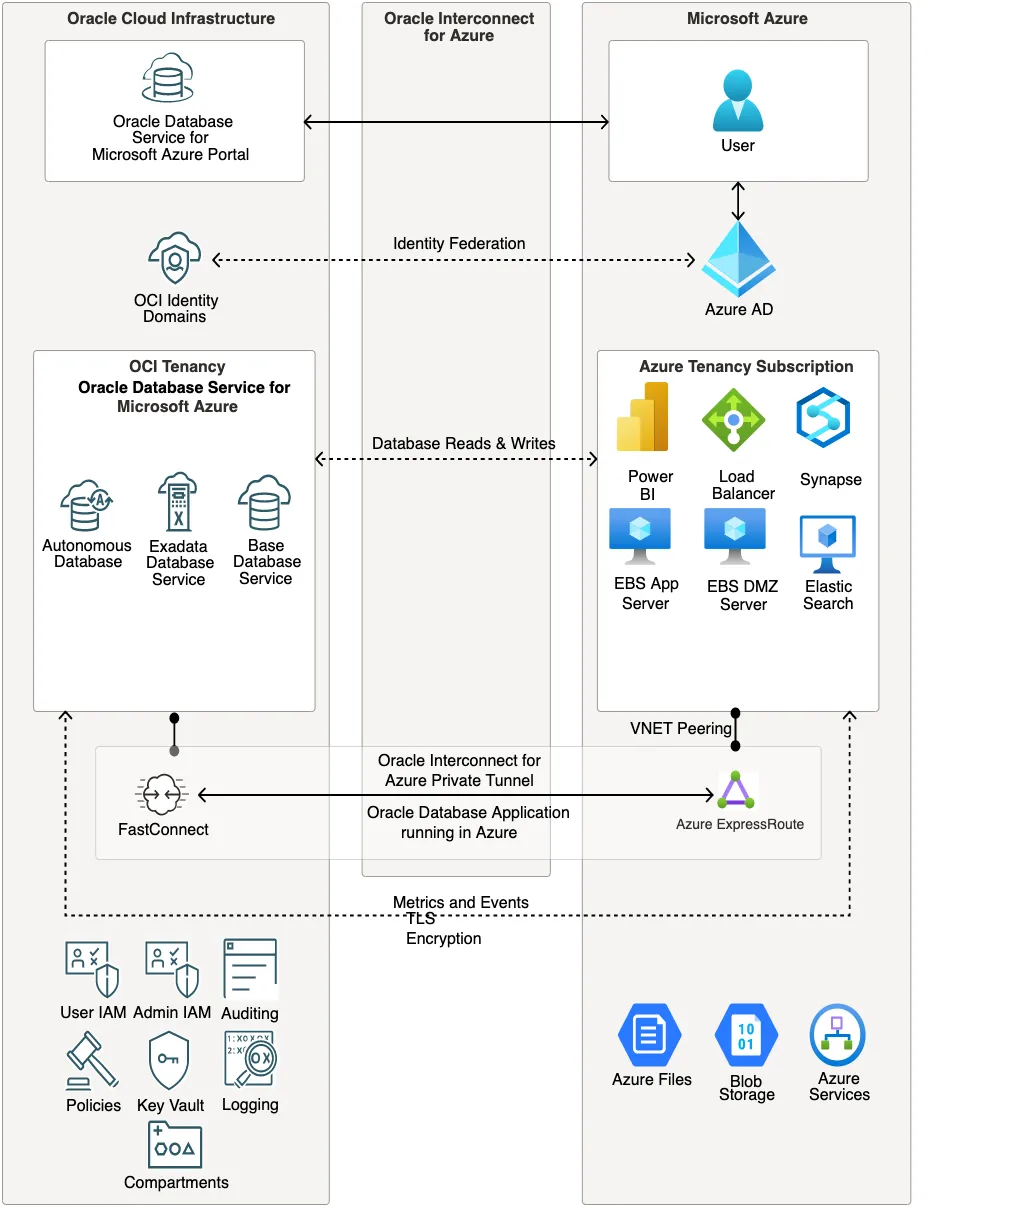 Oracle Cloud Infrastructure
Oracle Interconnect
for Azure
Microsoft Azure
Oracle Database
Service for
Microsoft Azure Portal
User
Identity Federation
OCI Identity
Domains
Azure AD
OCI Tenancy
Oracle Database Service for
Microsoft Azure
Azure Tenancy Subscription
Database Reads & Writes
Power
BI
Load
Balancer
Synapse
Autonomous
Database
Exadata
Database
Service
Base
Database
Service
EBS App
Server
EBS DMZ
Server
Elastic
Search
VNET Peering
Oracle Interconnect for
Azure Private Tunnel
FastConnect
Oracle Database Application
running in Azure
Azure ExpressRoute
Metrics and Events
TLS
Encryption
User IAM
Admin IAM
Auditing
Policies
Key Vault
Logging
Compartments
Azure Files
10
01
Blob
Storage
Azure
Services
A
X
1:XOXOX
2:X
OX